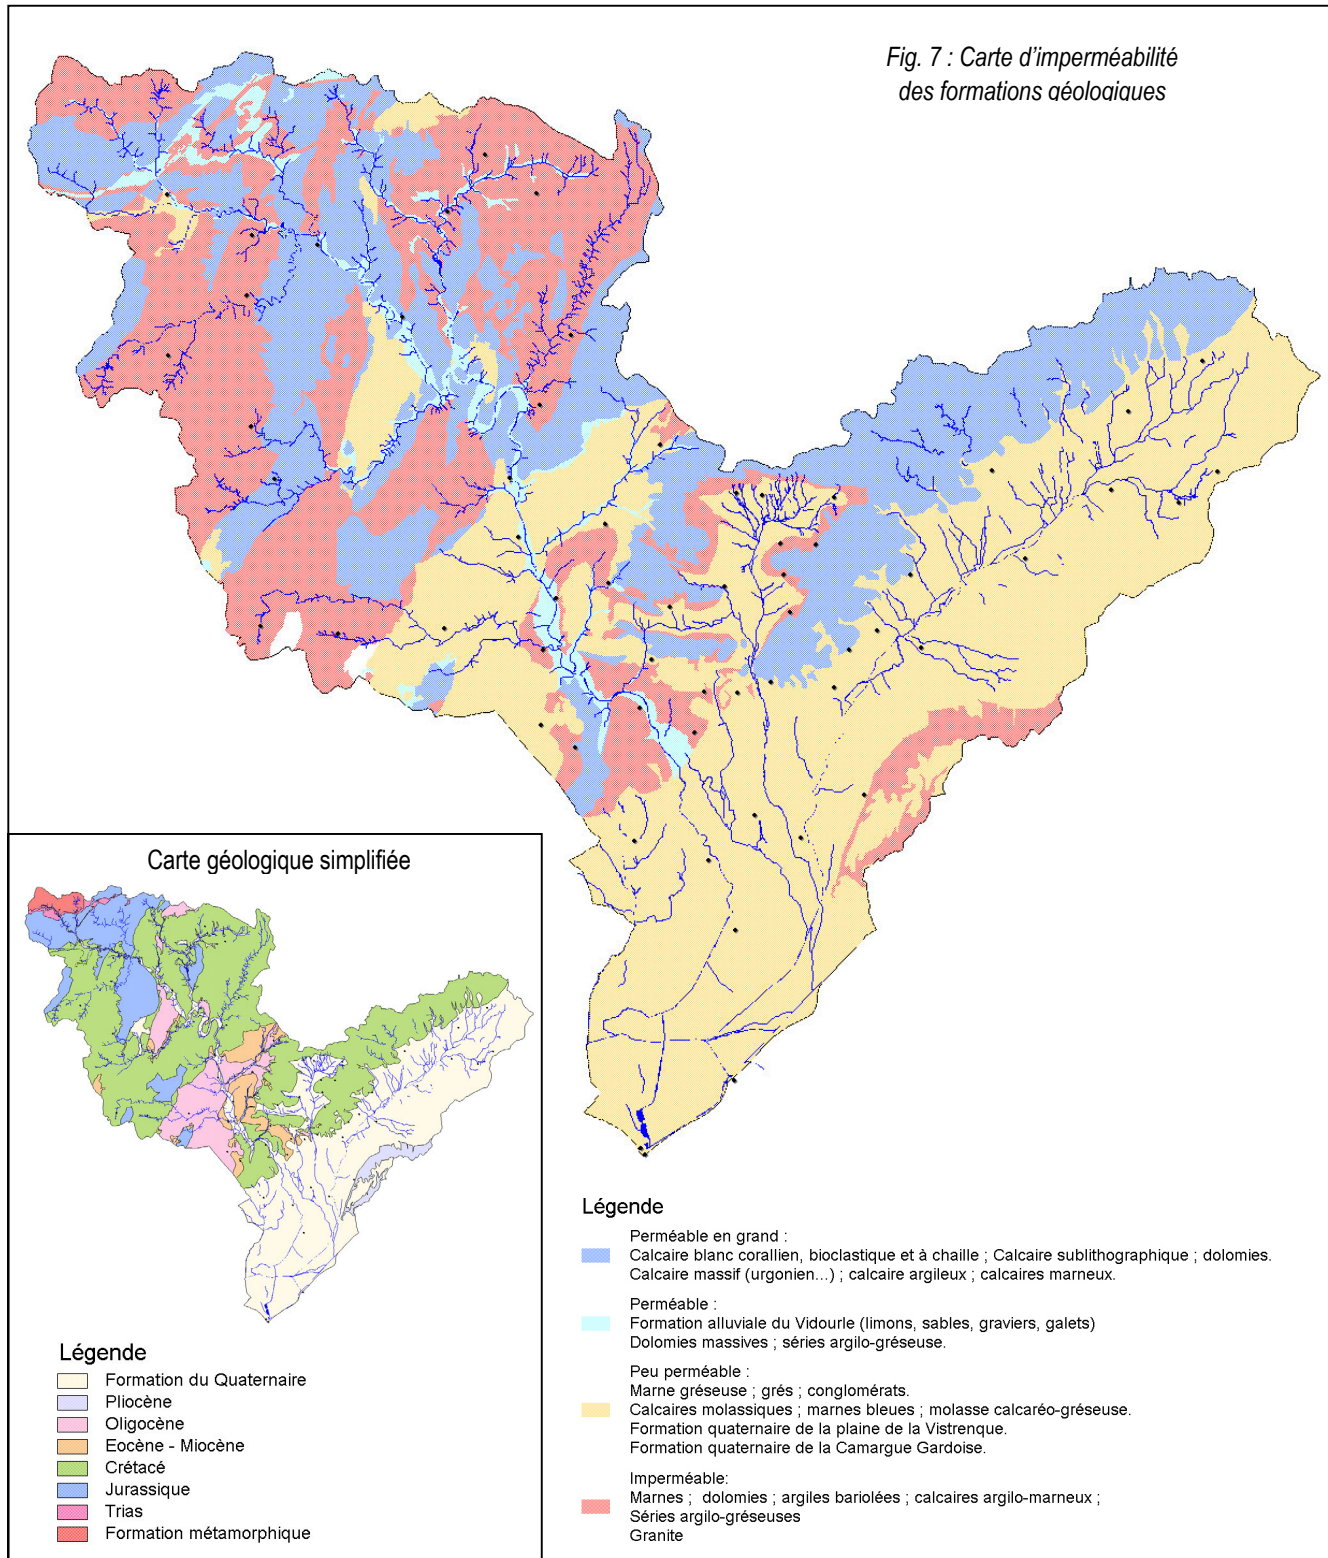 Fig. 7 : Carte d'imperméabilité
des formations géologiques
Carte géologique simplifiée
Légende
Formation du Quaternaire
Pliocène
Oligocène
Eocène - Miocène
Crétacé
Jurassique
Trias
Formation métamorphique
Légende
Perméable en grand :
Calcaire blanc corallien, bioclastique et à chaille ; Calcaire sublithographique ; dolomies.
Calcaire massif (urgonien...) ; calcaire argileux ; calcaires marneux.
Perméable :
Formation alluviale du Vidourle (limons, sables, graviers, galets)
Dolomies massives ; séries argilo-gréseuse.
Peu perméable :
Marne gréseuse ; grés ; conglomérats.
Calcaires molassiques ; marnes bleues ; molasse calcaréo-gréseuse.
Formation quaternaire de la plaine de la Vistrenque.
Formation quaternaire de la Camargue Gardoise.
Imperméable:
Marnes ; dolomies ; argiles bariolées ; calcaires argilo-marneux ;
Séries argilo-gréseuses
Granite